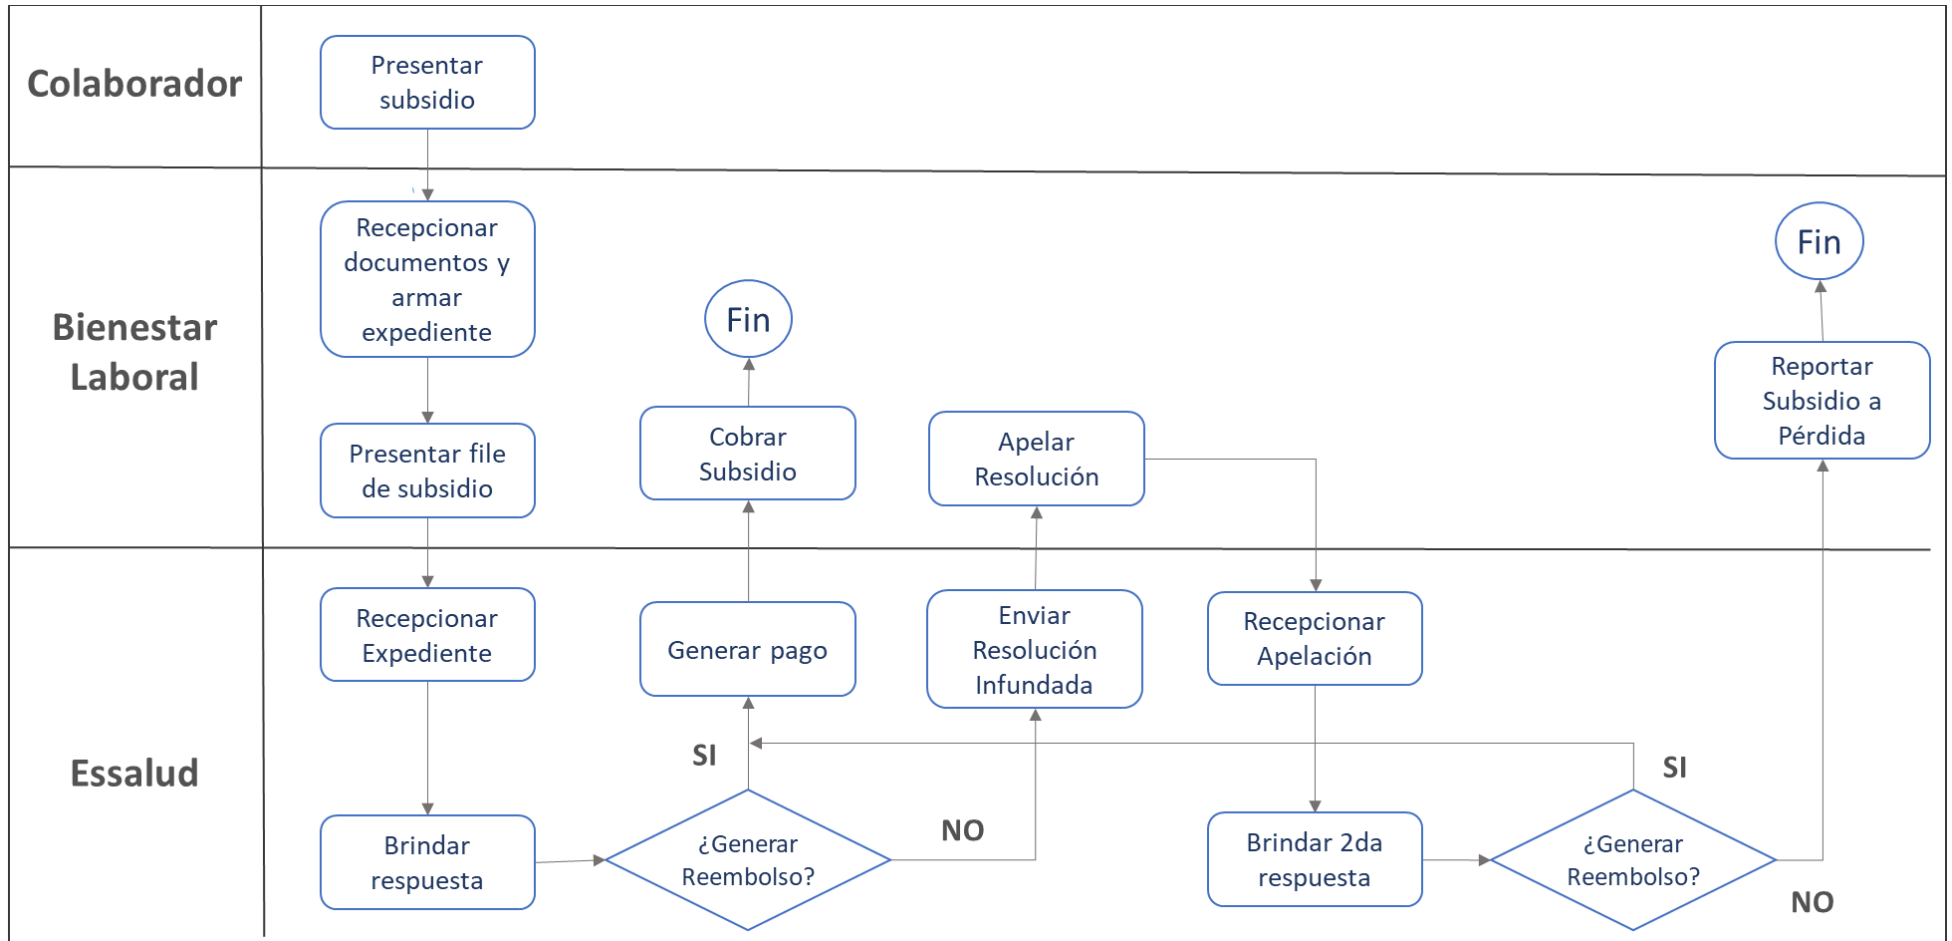 Colaborador
Presentar
subsidio
Bienestar
Laboral
Recepcionar
documentos y
armar
expediente
Presentar file
de subsidio
Fin
Cobrar
Subsidio
Apelar
Resolución
Fin
Reportar
Subsidio a
Pérdida
Essalud
Recepcionar
Expediente
Brindar
respuesta
Generar pago
SI
¿Generar
Reembolso?
NO
Enviar
Resolución
Infundada
Recepcionar
Apelación
Brindar 2da
respuesta
SI
¿Generar
Reembolso?
NO